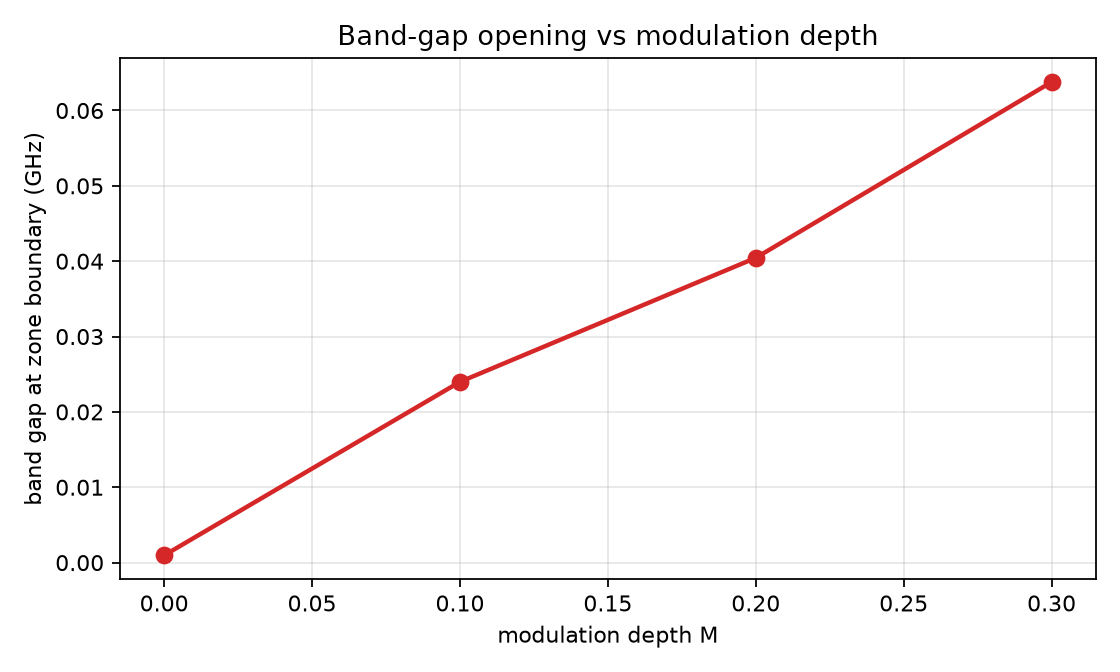 Band-gap opening vs modulation depth
band gap at zone boundary (GHz)
0.06
0.05
0.04
0.03
0.02
0.01
0.00
0.00 0.05 0.10 0.15 0.20 0.25 0.30
modulation depth M